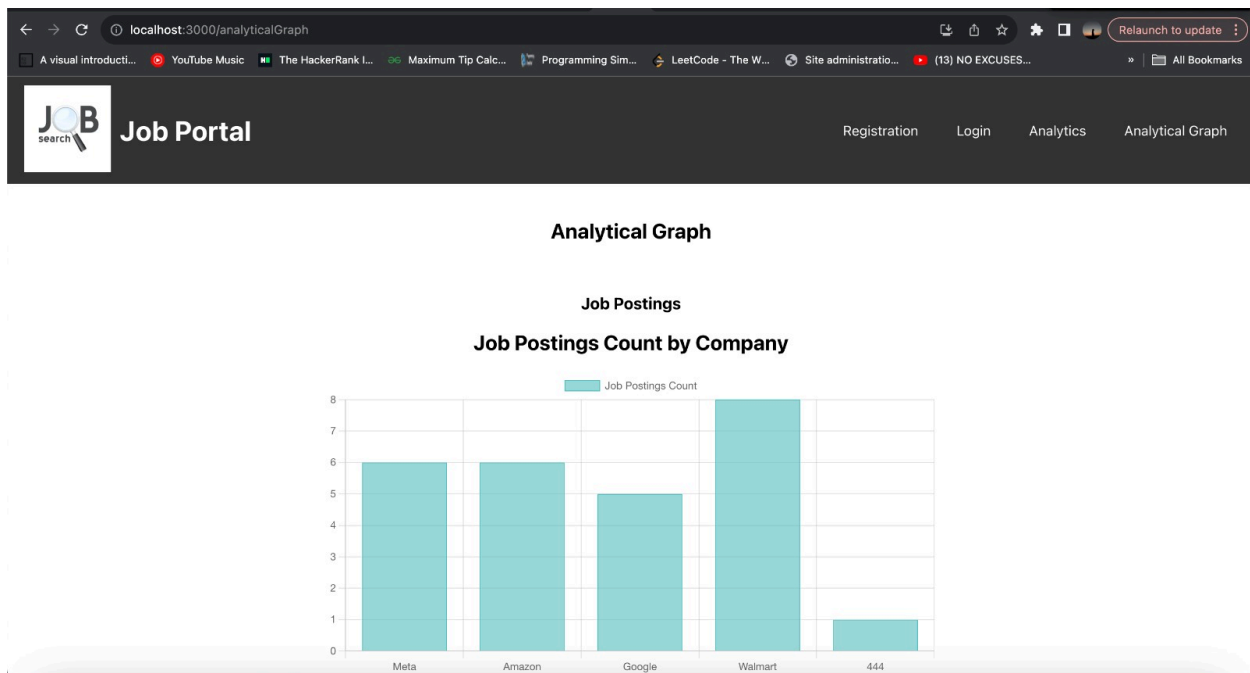 localhost:3000/analyticalGraph
Relaunch to update
A visual introducti... YouTube Music The HackerRank I... Maximum Tip Calc... Programming Sim... LeetCode - The W... Site administratio... (13) NO EXCUSES... » All Bookmarks
JOB
search
Job Portal
Registration Login Analytics Analytical Graph
Analytical Graph
Job Postings
Job Postings Count by Company
Job Postings Count
8
7
6
5
4
3
2
1
0
Meta Amazon Google Walmart 444